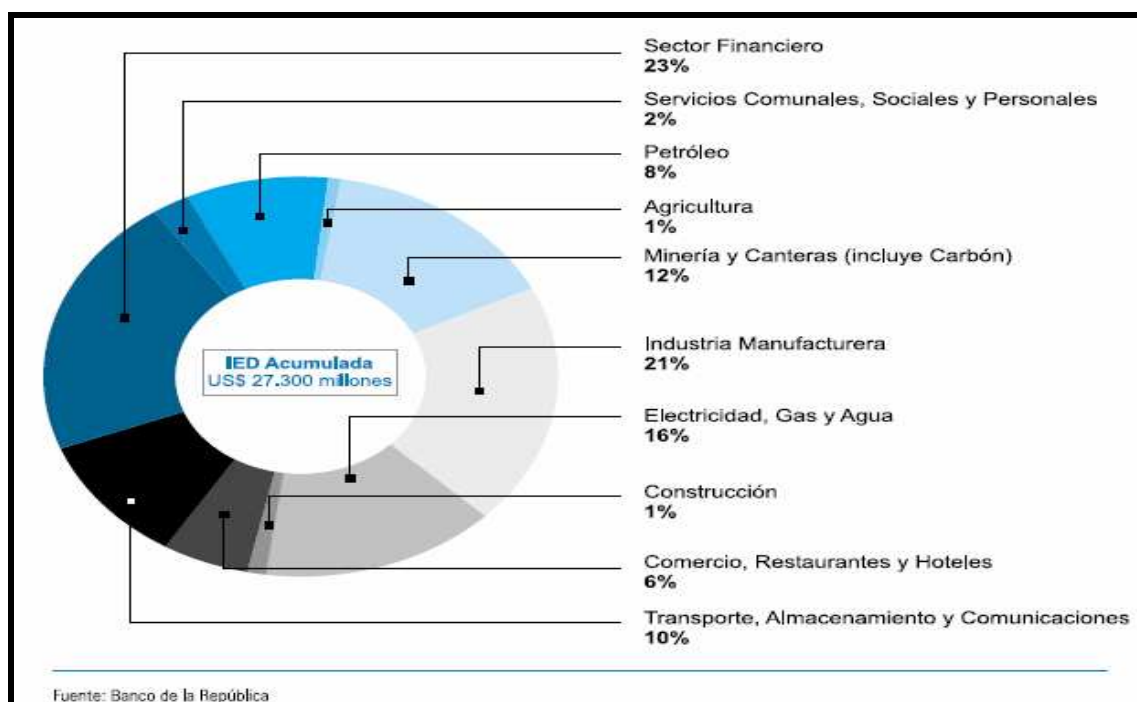 Sector Financiero
23%
Servicios Comunales, Sociales y Personales
2%
Petróleo
8%
Agricultura
1%
Minería y Canteras (incluye Carbón)
12%
Industria Manufacturera
21%
IED Acumulada
US$ 27.300 millones
Electricidad, Gas y Agua
16%
Construcción
1%
Comercio, Restaurantes y Hoteles
6%
Transporte, Almacenamiento y Comunicaciones
10%
Fuente: Banco de la República